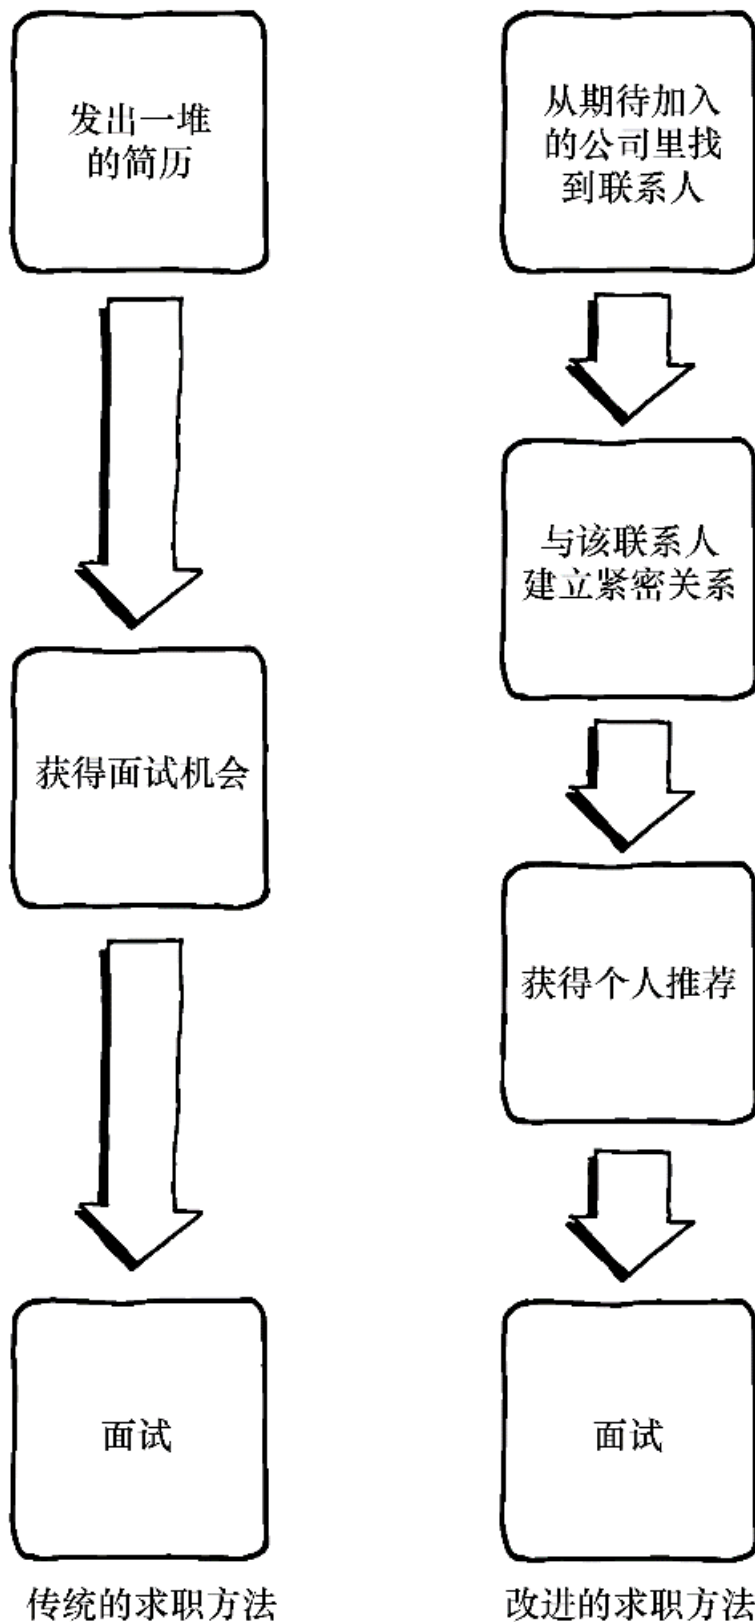 发出一堆
的简历
获得面试机会
面试
传统的求职方法
从期待加入
的公司里找
到联系人
与该联系人
建立紧密关系
获得个人推荐
面试
改进的求职方法